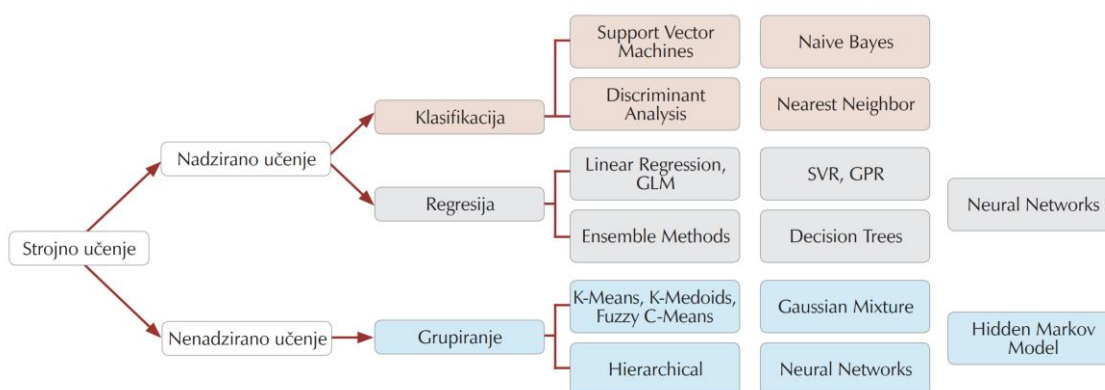 Strojno učenje
Nadzirano učenje
Nenadzirano učenje
Klasifikacija
Regresija
Grupiranje
Support Vector
Machines
Naive Bayes
Discriminant
Analysis
Nearest Neighbor
Linear Regression,
GLM
SVR, GPR
Ensemble Methods
Decision Trees
Neural Networks
K-Means, K-Medoids,
Fuzzy C-Means
Gaussian Mixture
Hierarchical
Neural Networks
Hidden Markov
Model